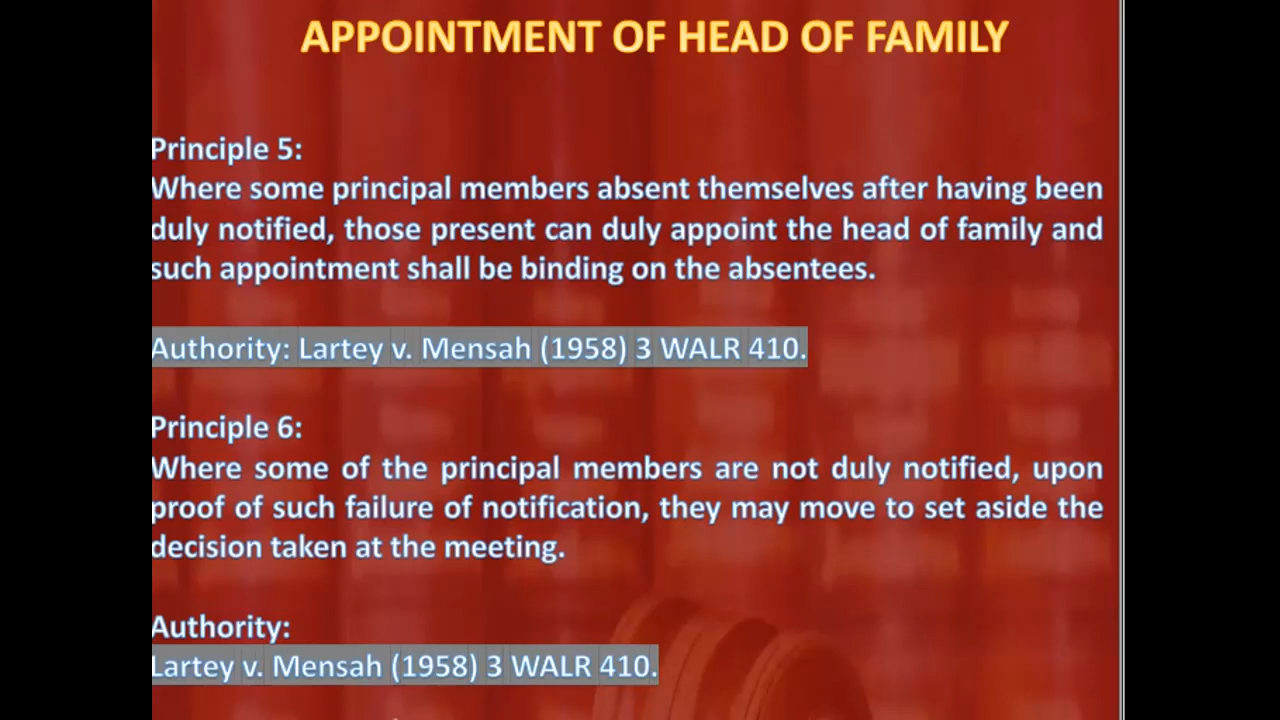 APPOINTMENT OF HEAD OF FAMILY
Principle 5:
Where some principal members absent themselves after having been
duly notified, those present can duly appoint the head of family and
such appointment shall be binding on the absentees.
Authority: Lartey v. Mensah (1958) 3 WALR 410.
Principle 6:
Where some of the principal members are not duly notified, upon
proof of such failure of notification, they may move to set aside the
decision taken at the meeting.
Authority:
Lartey v. Mensah (1958) 3 WALR 410.